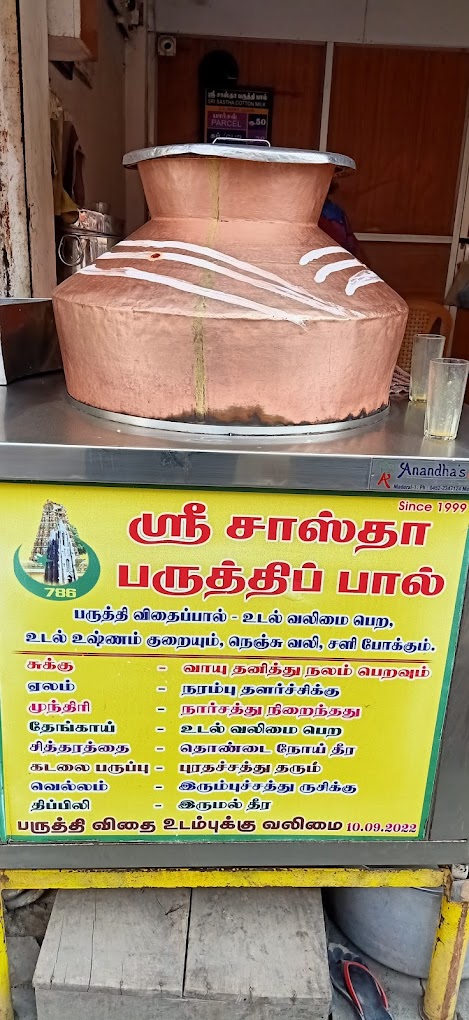 ஸ்ரீ சாஸ்தா பருத்தி பால்
SRI SASTHA COTTON MILK
பார்சல்
PARCEL ரூ.50
Anandha's
Since 1999
ஸ்ரீ சாஸ்தா
பருத்திப் பால்
786
பருத்தி விதைப்பால் - உடல் வலிமை பெற,
உடல் உஷ்ணம் குறையும், நெஞ்சு வலி, சளி போக்கும்.
சுக்கு - வாயு தனித்து நலம் பெறவும்
ஏலம் - நரம்பு தளர்ச்சிக்கு
முந்திரி - நார்சத்து நிறைந்தது
தேங்காய் - உடல் வலிமை பெற
சித்தரத்தை - தொண்டை நோய் தீர
கடலை பருப்பு - புரதச்சத்து தரும்
வெல்லம் - இரும்புச்சத்து ருசிக்கு
திப்பிலி - இருமல் தீர
பருத்தி விதை உடம்புக்கு வலிமை 10.09.2022